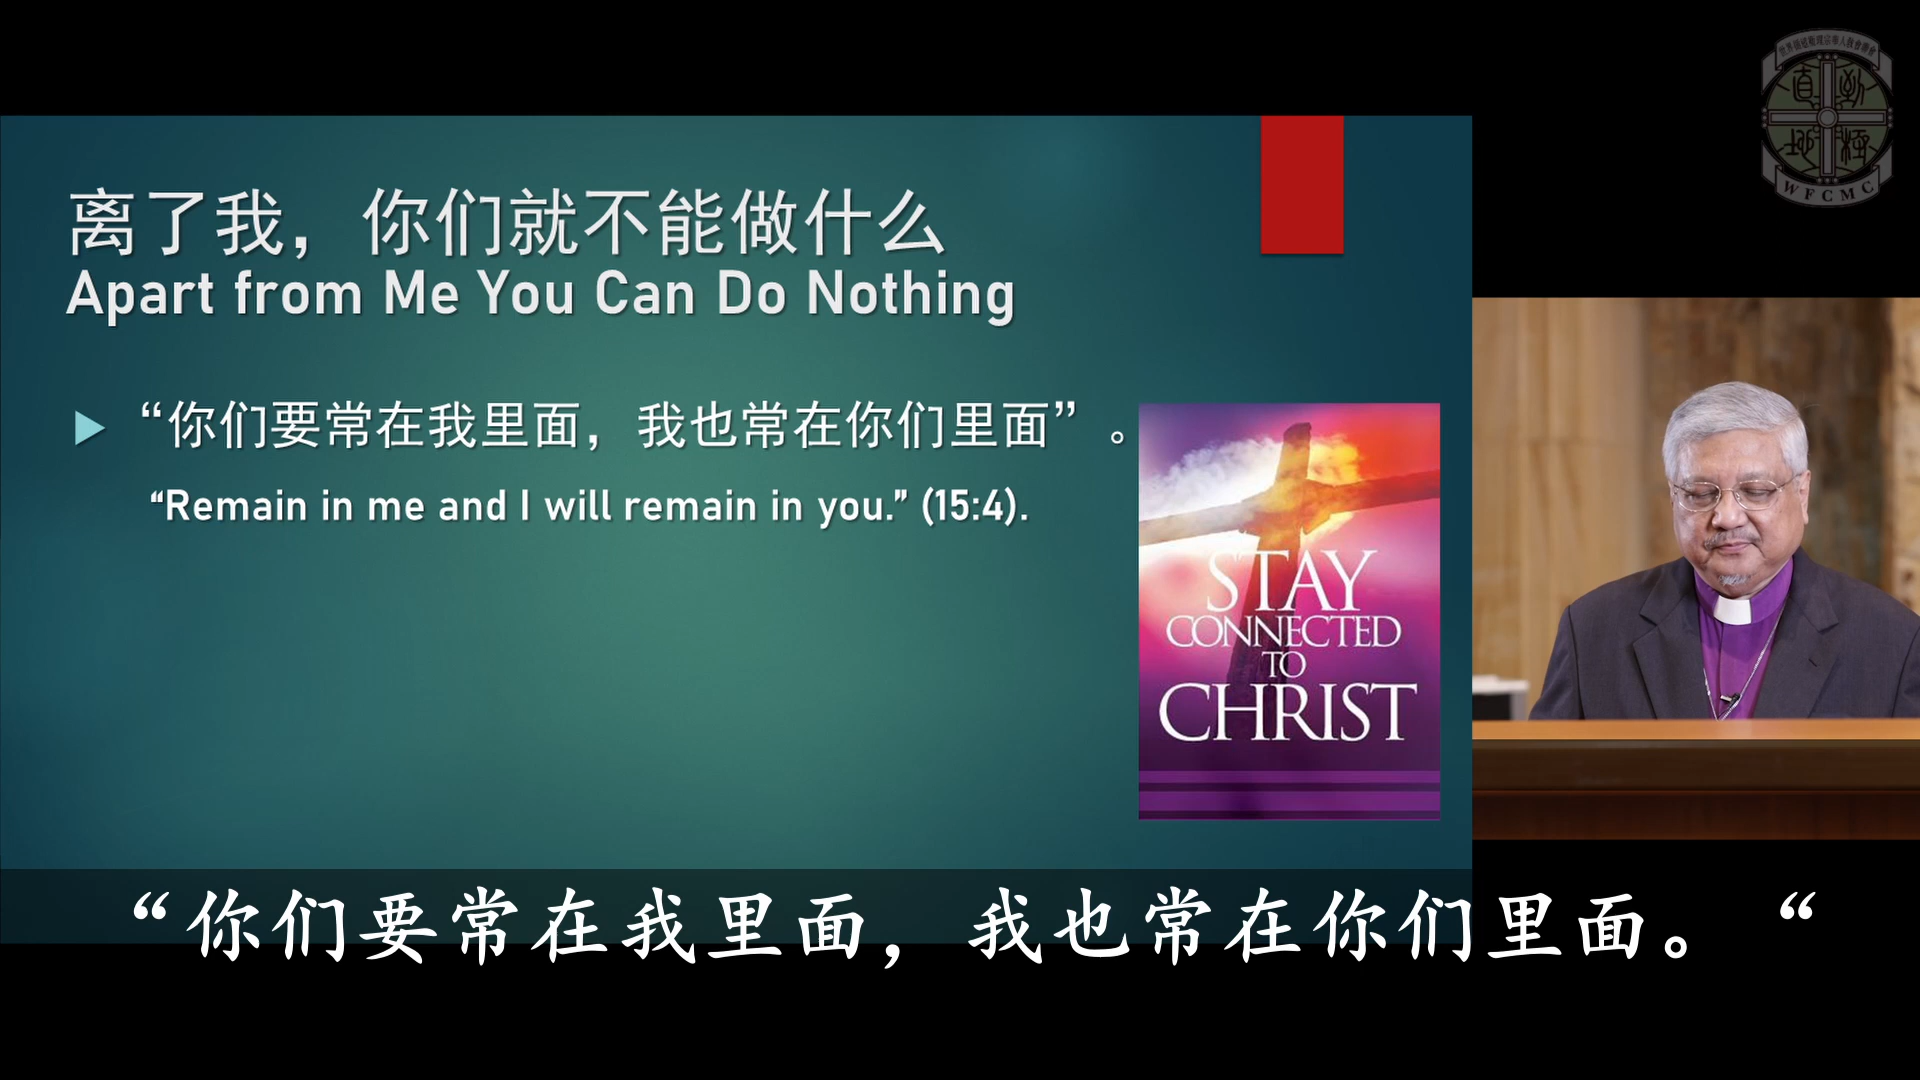 离了我，你们就不能做什么
Apart from Me You Can Do Nothing
“你们要常在我里面，我也常在你们里面” 。
“Remain in me and I will remain in you.” (15:4).
STAY
CONNECTED
TO
CHRIST
“你们要常在我里面，我也常在你们里面。“
WFCMC